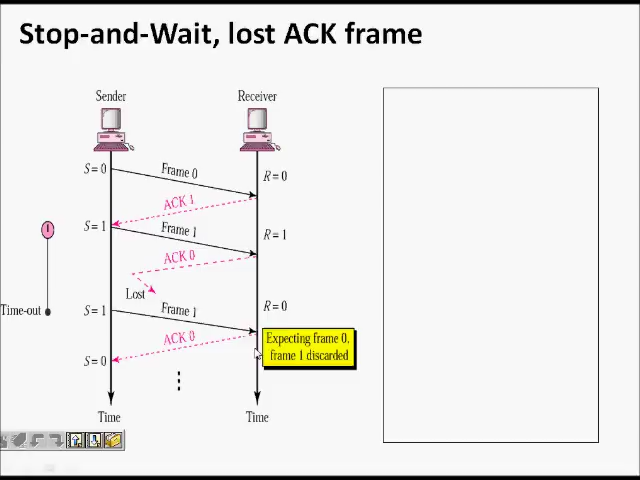 Stop-and-Wait, lost ACK frame
Sender
Receiver
S = 0
Frame 0
R = 0
ACK 1
S = 1
Frame 1
R = 1
ACK 0
Lost
Time-out
S = 1
Frame 1
R = 0
ACK 0
Expecting frame 0,
frame 1 discarded
S = 0
Time
Time